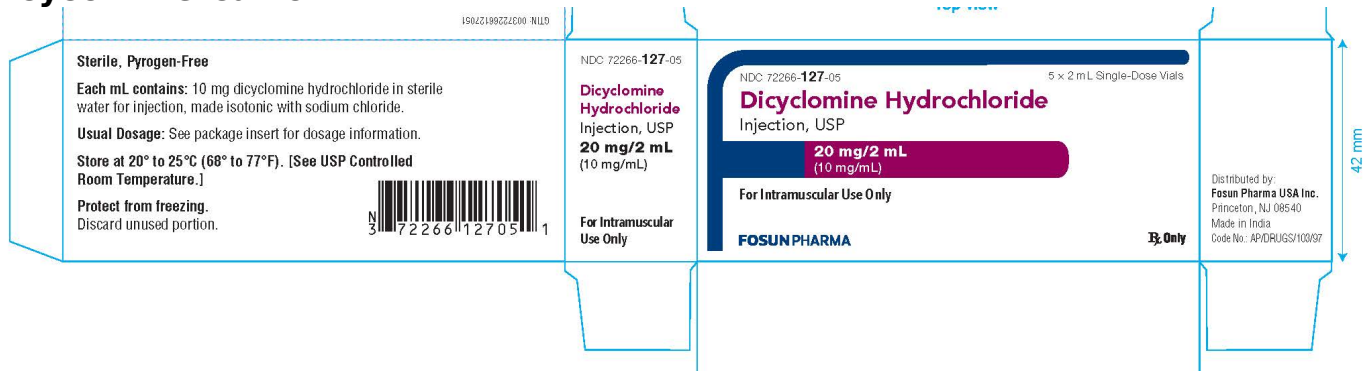 GTIN: 00372266127051
Sterile, Pyrogen-Free
Each mL contains: 10 mg dicyclomine hydrochloride in sterile
water for injection, made isotonic with sodium chloride.
Usual Dosage: See package insert for dosage information.
Store at 20° to 25°C (68° to 77°F). [See USP Controlled
Room Temperature.]
Protect from freezing.
Discard unused portion.
N
3 72266 12705 1
NDC 72266-127-05
Dicyclomine
Hydrochloride
Injection, USP
20 mg/2 mL
(10 mg/mL)
For Intramuscular
Use Only
NDC 72266-127-05
5 × 2 mL Single-Dose Vials
Dicyclomine Hydrochloride
Injection, USP
20 mg/2 mL
(10 mg/mL)
For Intramuscular Use Only
FOSUN PHARMA
℞ Only
Distributed by:
Fosun Pharma USA Inc.
Princeton, NJ 08540
Made in India
Code No.: AP/DRUGS/103/97
42 mm